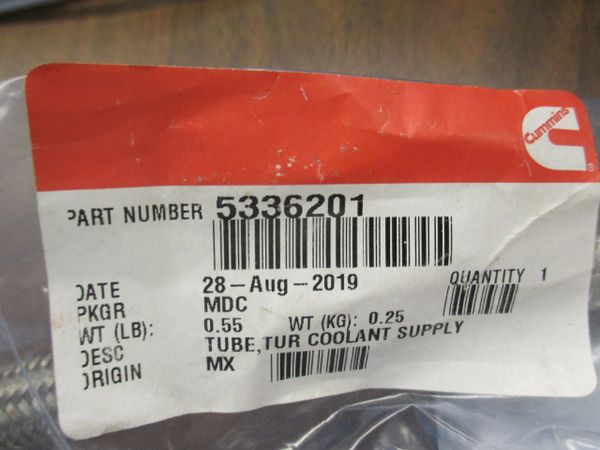 Cummins
PART NUMBER 5336201
DATE 28-Aug-2019 QUANTITY 1
PKGR MDC
WT (LB): 0.55 WT (KG): 0.25
DESC TUBE,TUR COOLANT SUPPLY
ORIGIN MX